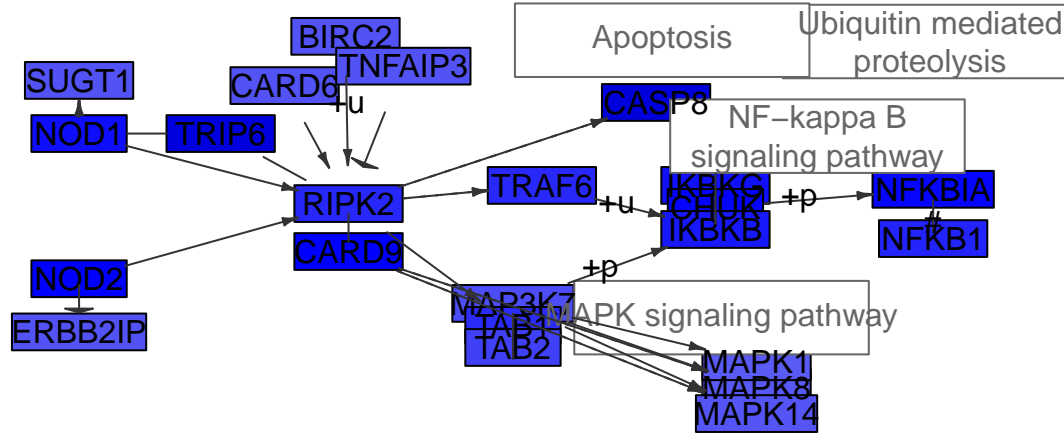 BIRC2
Apoptosis
Ubiquitin mediated
proteolysis
TNFAIP3
SUGT1
CARD6
+u
CASP8
NOD1
TRIP6
NF−kappa B
signaling pathway
RIPK2
TRAF6
+u
IKBKG
CHUK
IKBKB
+p
NFKBIA
#
NFKB1
CARD9
NOD2
+p
ERBB2IP
MAP3K7
TAB1
TAB2
MAPK signaling pathway
MAPK1
MAPK8
MAPK14